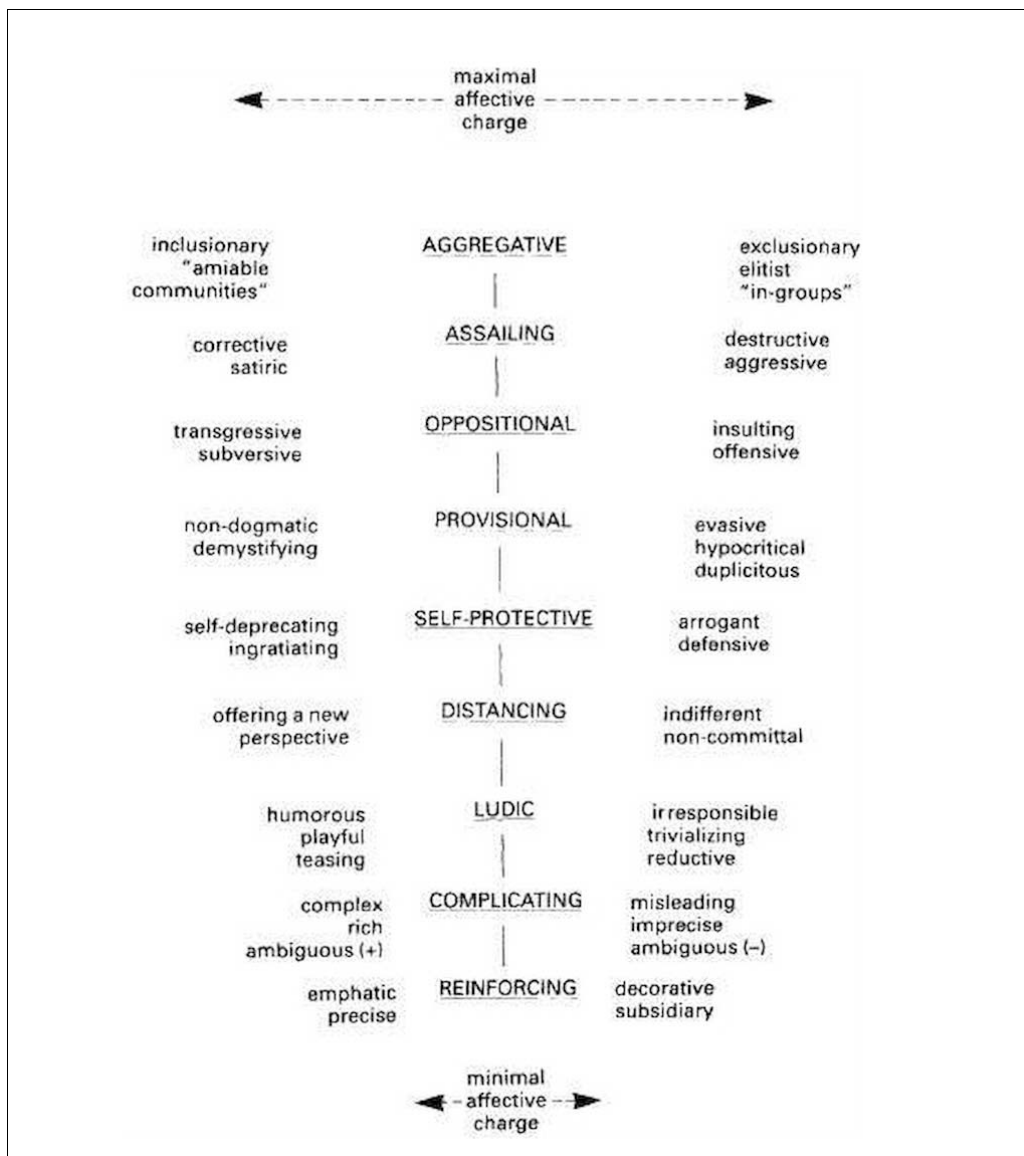 maximal
affective
charge
inclusionary
"amiable
communities"
AGGREGATIVE
exclusionary
elitist
"in-groups"
corrective
satiric
ASSAILING
destructive
aggressive
transgressive
subversive
OPPOSITIONAL
insulting
offensive
non-dogmatic
demystifying
PROVISIONAL
evasive
hypocritical
duplicitous
self-deprecating
ingratiating
SELF-PROTECTIVE
arrogant
defensive
offering a new
perspective
DISTANCING
indifferent
non-committal
humorous
playful
teasing
LUDIC
irresponsible
trivializing
reductive
complex
rich
ambiguous (+)
COMPLICATING
misleading
imprecise
ambiguous (–)
emphatic
precise
REINFORCING
decorative
subsidiary
minimal
affective
charge